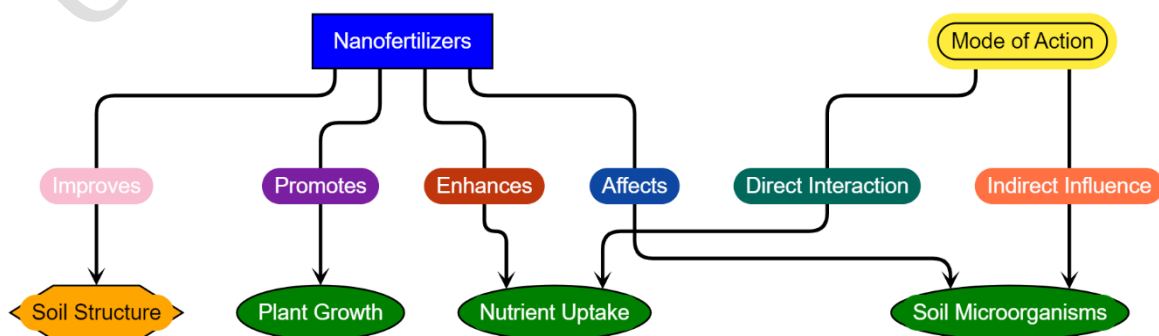 Nanofertilizers
Mode of Action
Improves
Promotes
Enhances
Affects
Direct Interaction
Indirect Influence
Soil Structure
Plant Growth
Nutrient Uptake
Soil Microorganisms